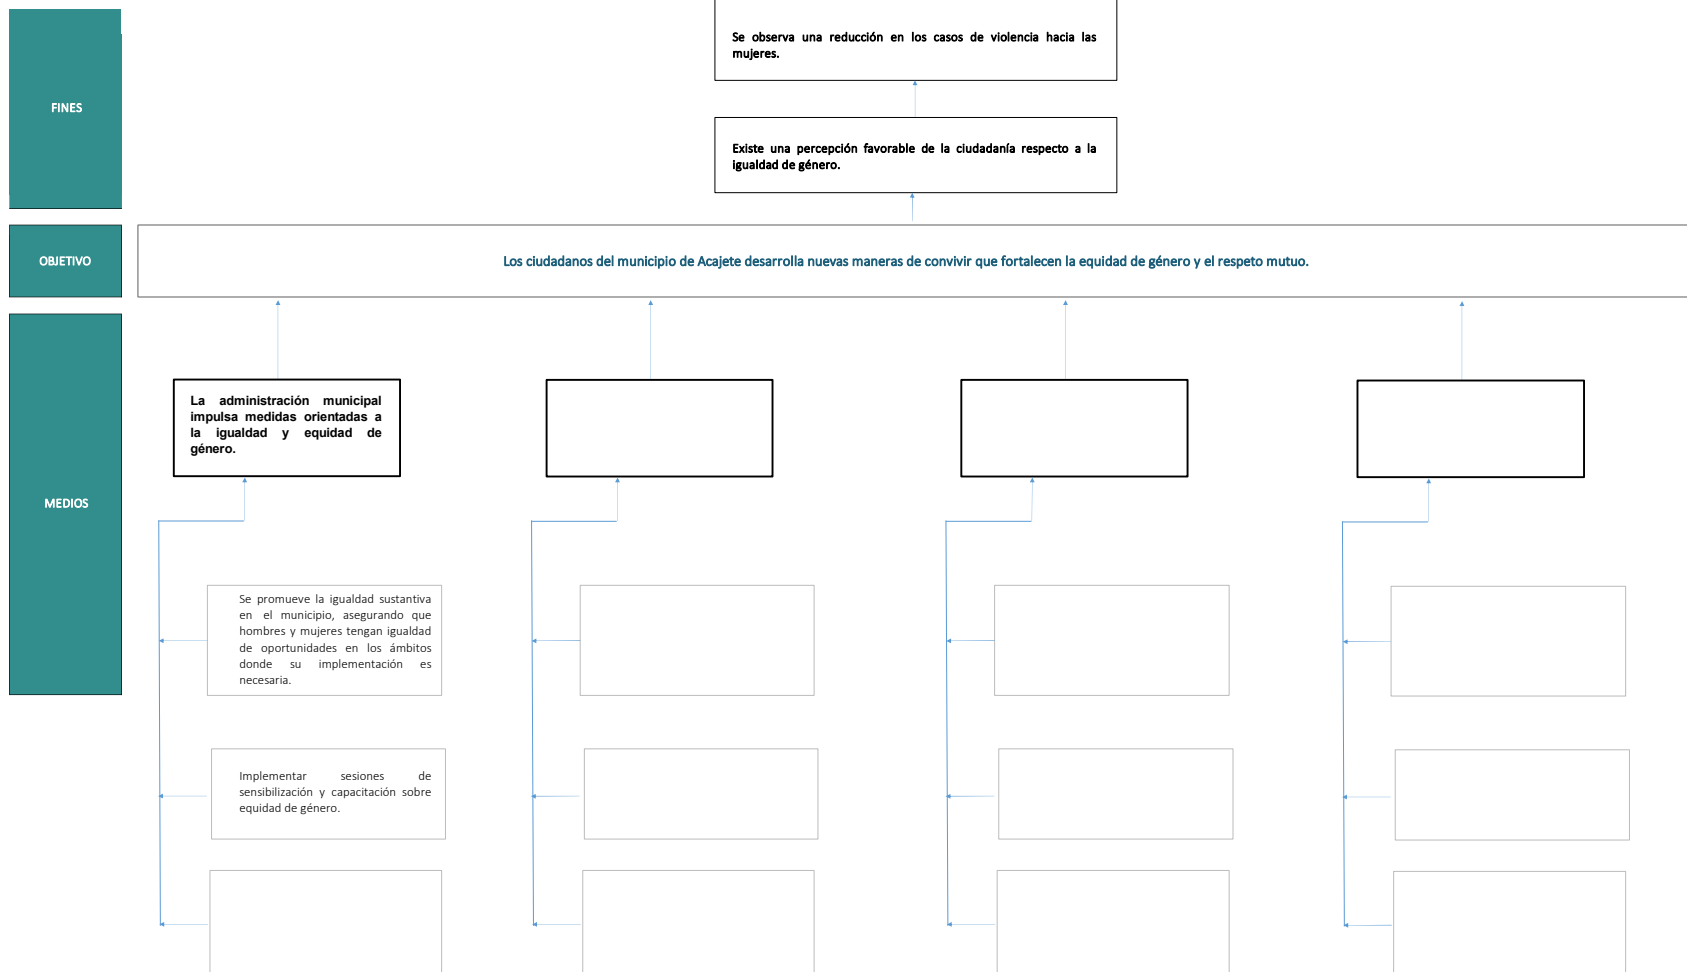 FINES
Se observa una reducción en los casos de violencia hacia las
mujeres.
Existe una percepción favorable de la ciudadanía respecto a la
igualdad de género.
OBJETIVO
Los ciudadanos del municipio de Acajete desarrolla nuevas maneras de convivir que fortalecen la equidad de género y el respeto mutuo.
MEDIOS
La administración municipal
impulsa medidas orientadas a
la igualdad y equidad de
género.
Se promueve la igualdad sustantiva
en el municipio, asegurando que
hombres y mujeres tengan igualdad
de oportunidades en los ámbitos
donde su implementación es
necesaria.
Implementar sesiones de
sensibilización y capacitación sobre
equidad de género.